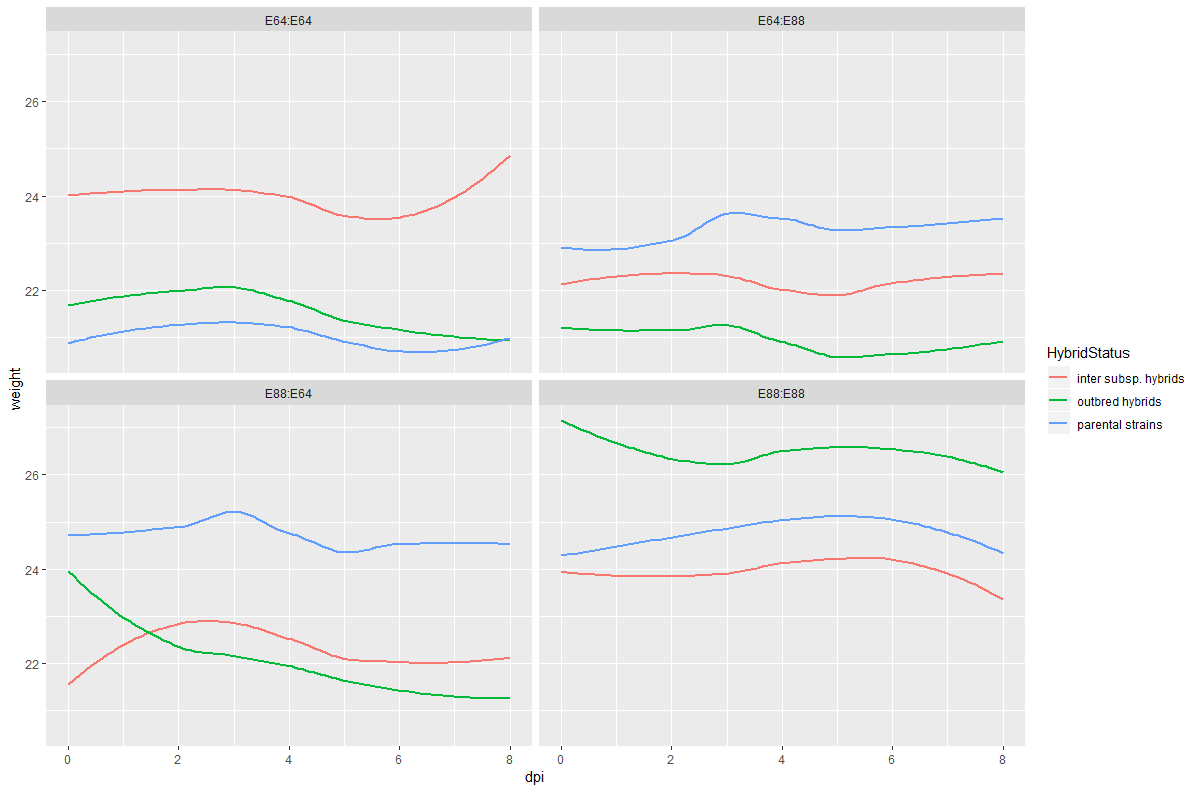 E64:E64 E64:E88
26
24
22
weight
E88:E64 E88:E88
26
24
22
0 2 4 6 8 0 2 4 6 8
dpi
HybridStatus
inter subsp. hybrids
outbred hybrids
parental strains